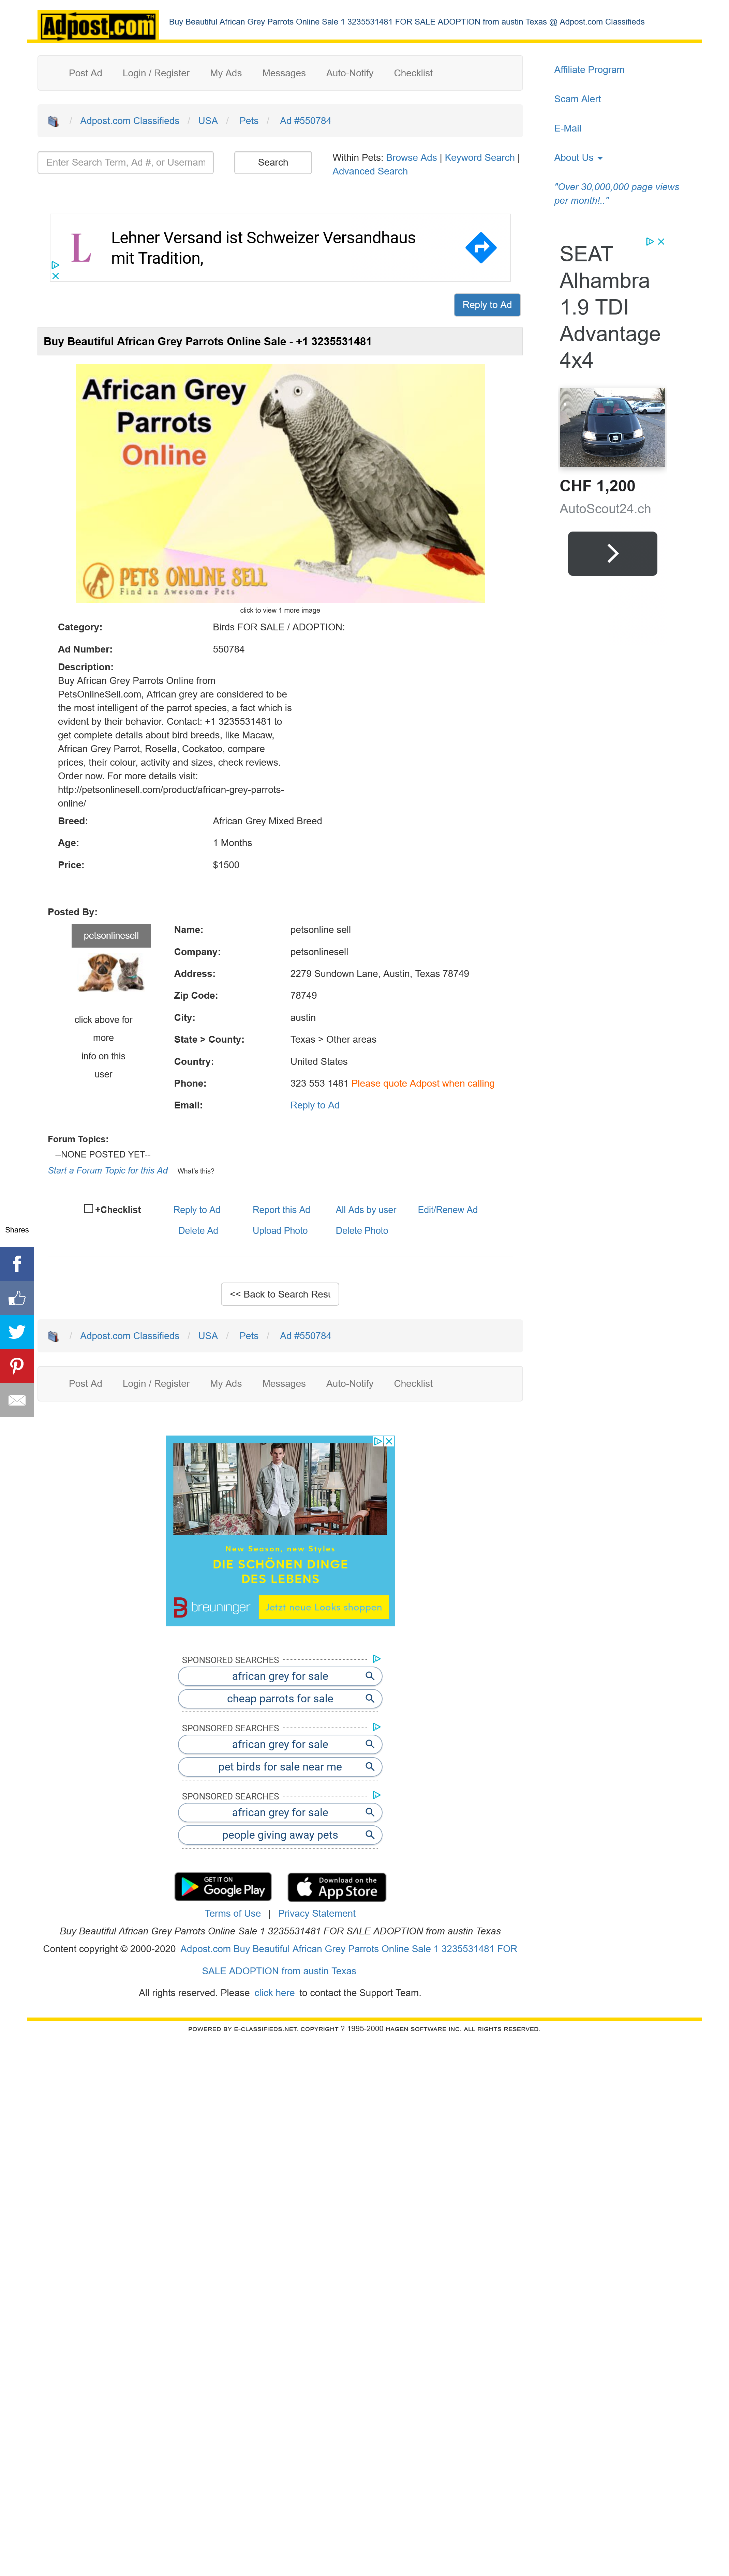 Adpost.com
TM
Buy Beautiful African Grey Parrots Online Sale 1 3235531481 FOR SALE ADOPTION from austin Texas @ Adpost.com Classifieds
Post Ad Login / Register My Ads Messages Auto-Notify Checklist
Affiliate Program
Scam Alert
E-Mail
About Us
"Over 30,000,000 page views
per month!.."
/ Adpost.com Classifieds / USA / Pets / Ad #550784
Enter Search Term, Ad #, or Usernam
Search
Within Pets: Browse Ads | Keyword Search |
Advanced Search
L
Lehner Versand ist Schweizer Versandhaus
mit Tradition,
SEAT
Alhambra
1.9 TDI
Advantage
4x4
CHF 1,200
AutoScout24.ch
Reply to Ad
Buy Beautiful African Grey Parrots Online Sale - +1 3235531481
African Grey
Parrots
Online
PETS ONLINE SELL
Find an Awesome Pets
click to view 1 more image
Category: Birds FOR SALE / ADOPTION:
Ad Number: 550784
Description:
Buy African Grey Parrots Online from
PetsOnlineSell.com, African grey are considered to be
the most intelligent of the parrot species, a fact which is
evident by their behavior. Contact: +1 3235531481 to
get complete details about bird breeds, like Macaw,
African Grey Parrot, Rosella, Cockatoo, compare
prices, their colour, activity and sizes, check reviews.
Order now. For more details visit:
http://petsonlinesell.com/product/african-grey-parrots-
online/
Breed: African Grey Mixed Breed
Age: 1 Months
Price: $1500
Posted By:
petsonlinesell
click above for
more
info on this
user
Name: petsonline sell
Company: petsonlinesell
Address: 2279 Sundown Lane, Austin, Texas 78749
Zip Code: 78749
City: austin
State > County: Texas > Other areas
Country: United States
Phone: 323 553 1481 Please quote Adpost when calling
Email: Reply to Ad
Forum Topics:
--NONE POSTED YET--
Start a Forum Topic for this Ad What's this?
+Checklist Reply to Ad Report this Ad All Ads by user Edit/Renew Ad
Delete Ad Upload Photo Delete Photo
Shares
<< Back to Search Resu
/ Adpost.com Classifieds / USA / Pets / Ad #550784
Post Ad Login / Register My Ads Messages Auto-Notify Checklist
New Season, new Styles
DIE SCHÖNEN DINGE
DES LEBENS
breuninger
Jetzt neue Looks shoppen
SPONSORED SEARCHES
african grey for sale
cheap parrots for sale
SPONSORED SEARCHES
african grey for sale
pet birds for sale near me
SPONSORED SEARCHES
african grey for sale
people giving away pets
GET IT ON
Google Play
Download on the
App Store
Terms of Use | Privacy Statement
Buy Beautiful African Grey Parrots Online Sale 1 3235531481 FOR SALE ADOPTION from austin Texas
Content copyright © 2000-2020 Adpost.com Buy Beautiful African Grey Parrots Online Sale 1 3235531481 FOR
SALE ADOPTION from austin Texas
All rights reserved. Please click here to contact the Support Team.
POWERED BY E-CLASSIFIEDS.NET. COPYRIGHT ? 1995-2000 HAGEN SOFTWARE INC. ALL RIGHTS RESERVED.